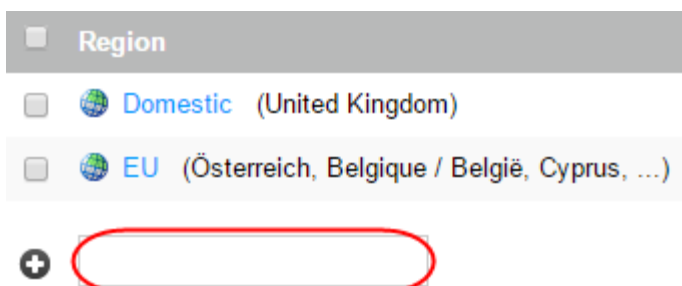 Region
Domestic (United Kingdom)
EU (Österreich, Belgique / België, Cyprus, ...)